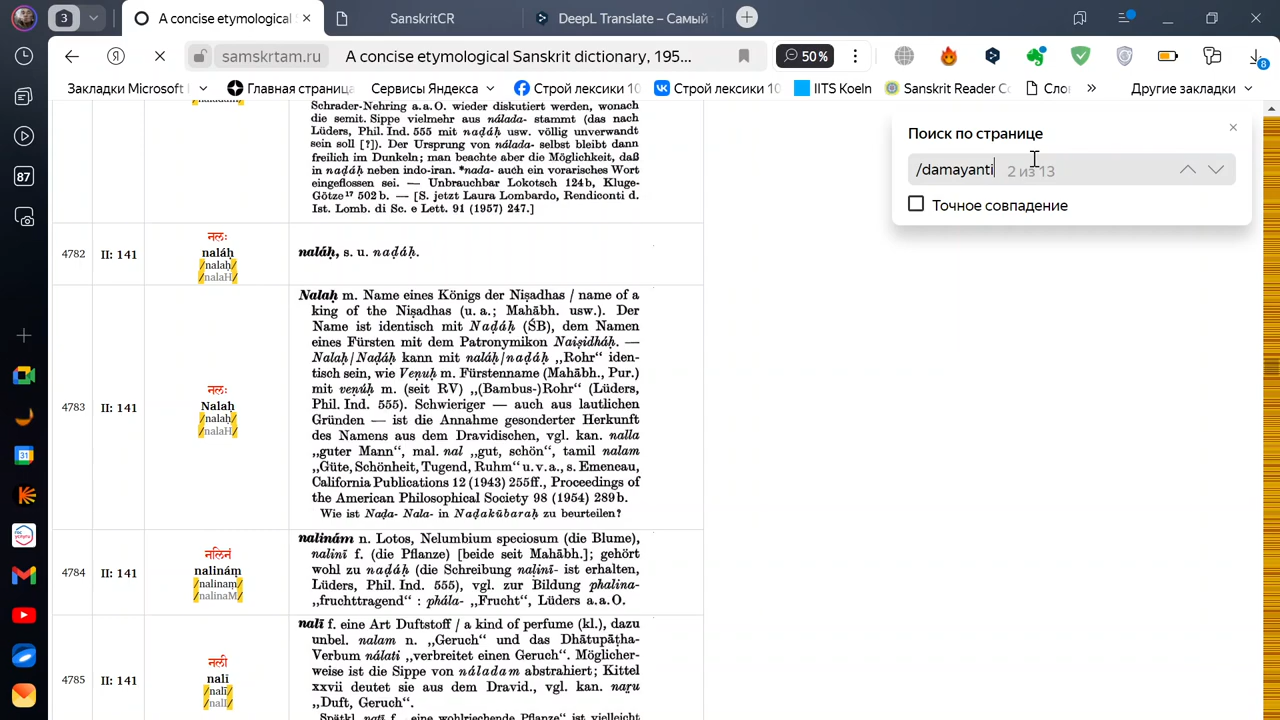 3
A concise etymological S
SanskritCR
DeepL Translate – Самый
samskrtam.ru
A concise etymological Sanskrit dictionary, 195...
50 %
8
Закладки Microsoft I
Главная страница
Сервисы Яндекса
Строй лексики 10
Строй лексики 10
IITS Koeln
Sanskrit Reader Co
Сло
»
Другие закладки
87
31
Поиск по странице
/damayanti
2 из 13
Точное совпадение
Schrader-Nehring a.a.O. wieder diskutiert werden, wonach
die semit. Sippe vielmehr aus nálada- stammt (das nach
Lüders, Phil. Ind. 555 mit naḍáḥ usw. völlig unverwandt
sein soll [?]). Der Ursprung von nálada- selbst bleibt dann
freilich im Dunkeln; man beachte aber die Möglichkeit, daß
in naḍáḥ neben indo-iran. *nada- auch ein vorarisches Wort
eingeflossen sei. — Unbrauchbar Lokotsch 124b, Kluge-
Götze¹⁷ 502 b. — [S. jetzt Laura Lombardo, Rendiconti d.
Ist. Lomb. di Sc. e Lett. 91 (1957) 247.]
4782
II: 141
नलः
naláḥ
/nalaḥ/
/nalaH/
naláḥ, s. u. naḍáḥ.
4783
II: 141
नलः
Nalaḥ
/nalaḥ/
/nalaH/
Nalaḥ m. Name eines Königs der Niṣadhas / name of a
king of the Niṣadhas (u. e.; Mahābh. usw.). Der
Name ist identisch mit Naḍáḥ (ŚB), dem Namen
eines Fürsten mit dem Patronymikon Naiṣidháḥ. —
Nalaḥ/Naḍáḥ kann mit naláḥ/naḍáḥ „Rohr“ iden-
tisch sein, wie Veṇuḥ m. Fürstenname (Mahābh., Pur.)
mit veṇúḥ (seit RV) „(Bambus-)Rohr“ (Lüders,
Phil. Ind. 555). Schwieriger — auch aus lautlichen
Gründen — ist die Annahme gesonderter Herkunft
des Namens aus dem Dravidischen, vgl. kan. nalla
„guter Mann“, mal. nal „gut, schön“, tamil nalam
„Güte, Schönheit, Tugend, Ruhm“ u. v. a., s. Emeneau,
California Publications 12 (1943) 255ff., Proceedings of
the American Philosophical Society 98 (1954) 289b.
Wie ist Naḍa- Nala- in Naḍakūbaraḥ zu beurteilen?
4784
II: 141
नलिनं
nalinám
/nalinaṃ/
/nalinaM/
nalinám n. Lotos, Nelumbium speciosum (die Blume),
nalinī f. (die Pflanze) [beide seit Mahābh.]; gehört
wohl zu naḍáḥ (die Schreibung naḷinī- ist erhalten,
Lüders, Phil. Ind. 555), vgl. zur Bildung phalina-
„fruchttragend“ : phála- „Frucht“, Lüders a.a.O.
4785
II: 141
नली
nalī
/nalī/
/nalI/
nalī f. eine Art Duftstoff / a kind of perfume (kl.), dazu
unbel. nalam n. „Geruch“ und das Dhātupāṭha-
Verbum nálati „verbreitet einen Geruch“. Möglicher-
weise ist die Sippe von náladam abstrahiert; Kittel
xxvii deutet sie aus dem Dravid., vgl. kan. naṟu
„Duft, Geruch“.